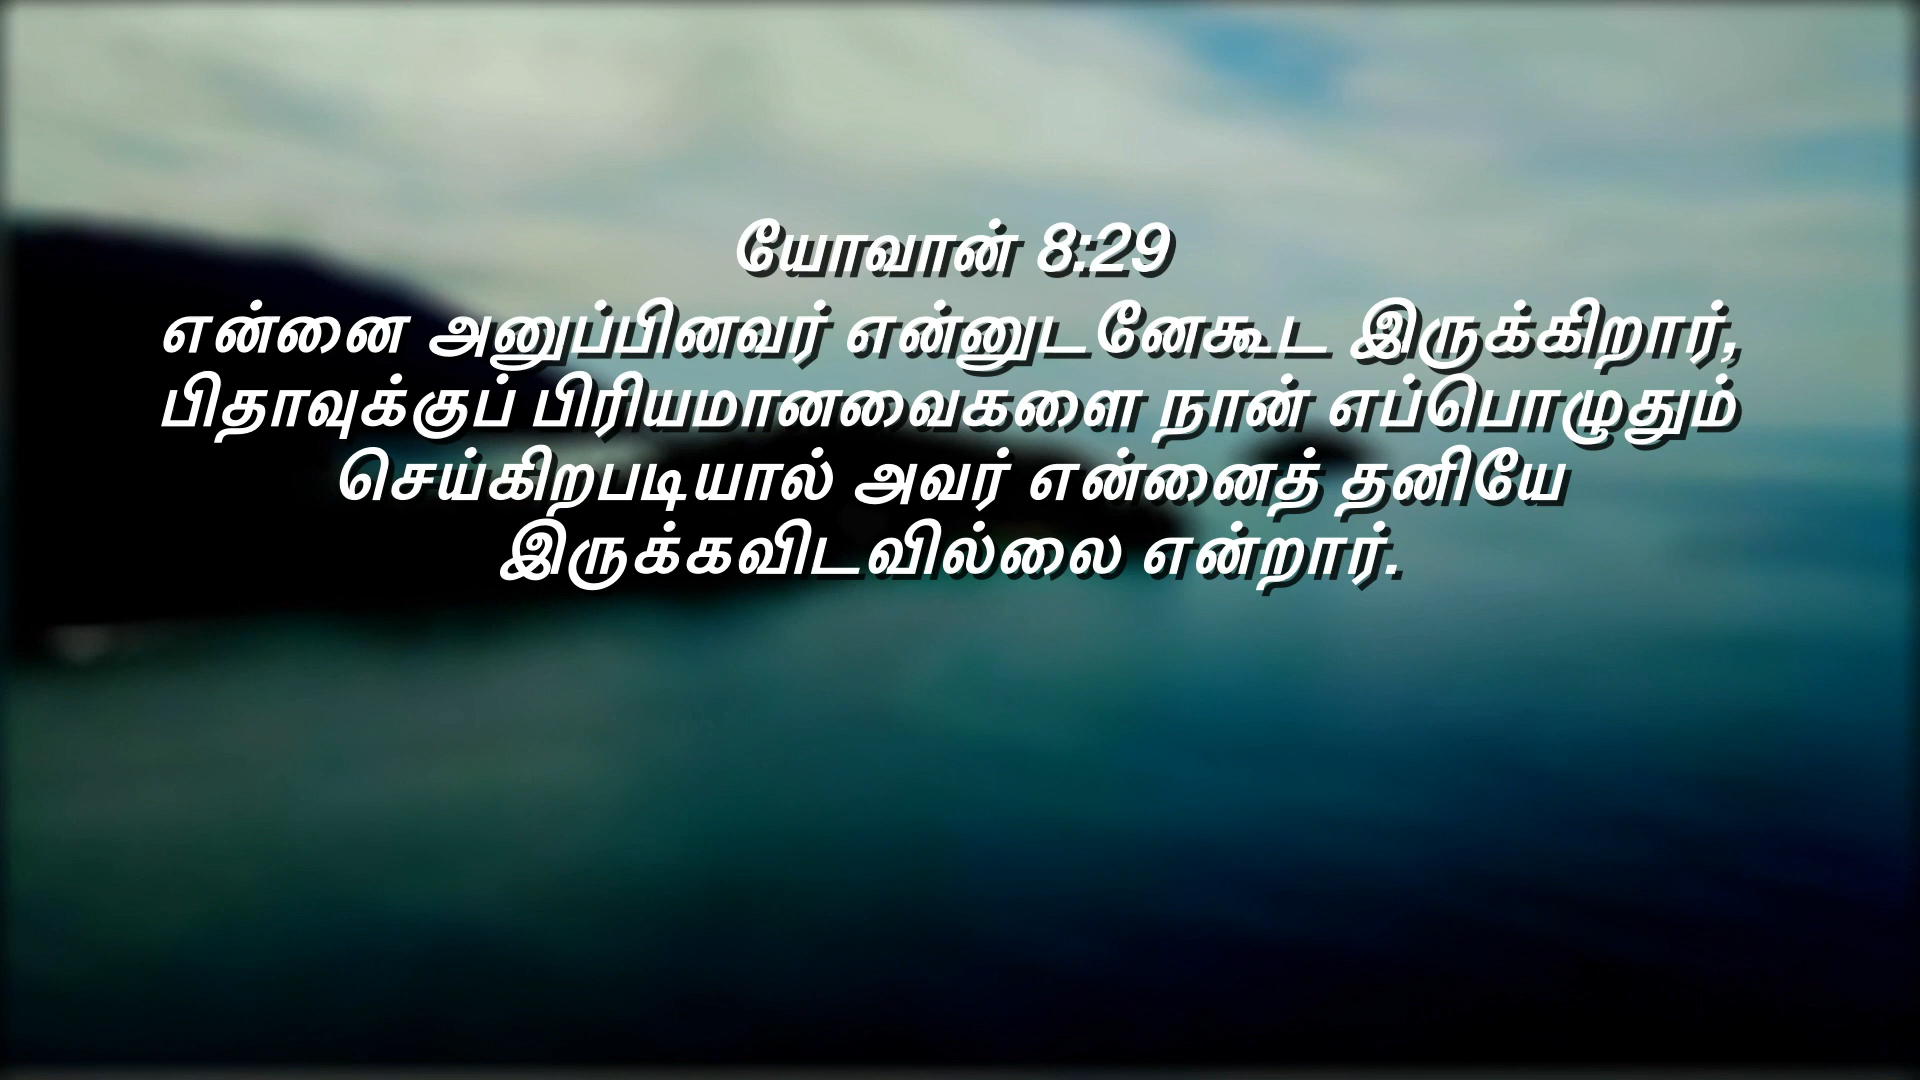 யோவான் 8:29
என்னை அனுப்பினவர் என்னுடனேகூட இருக்கிறார்,
பிதாவுக்குப் பிரியமானவைகளை நான் எப்பொழுதும்
செய்கிறபடியால் அவர் என்னைத் தனியே
இருக்கவிடவில்லை என்றார்.